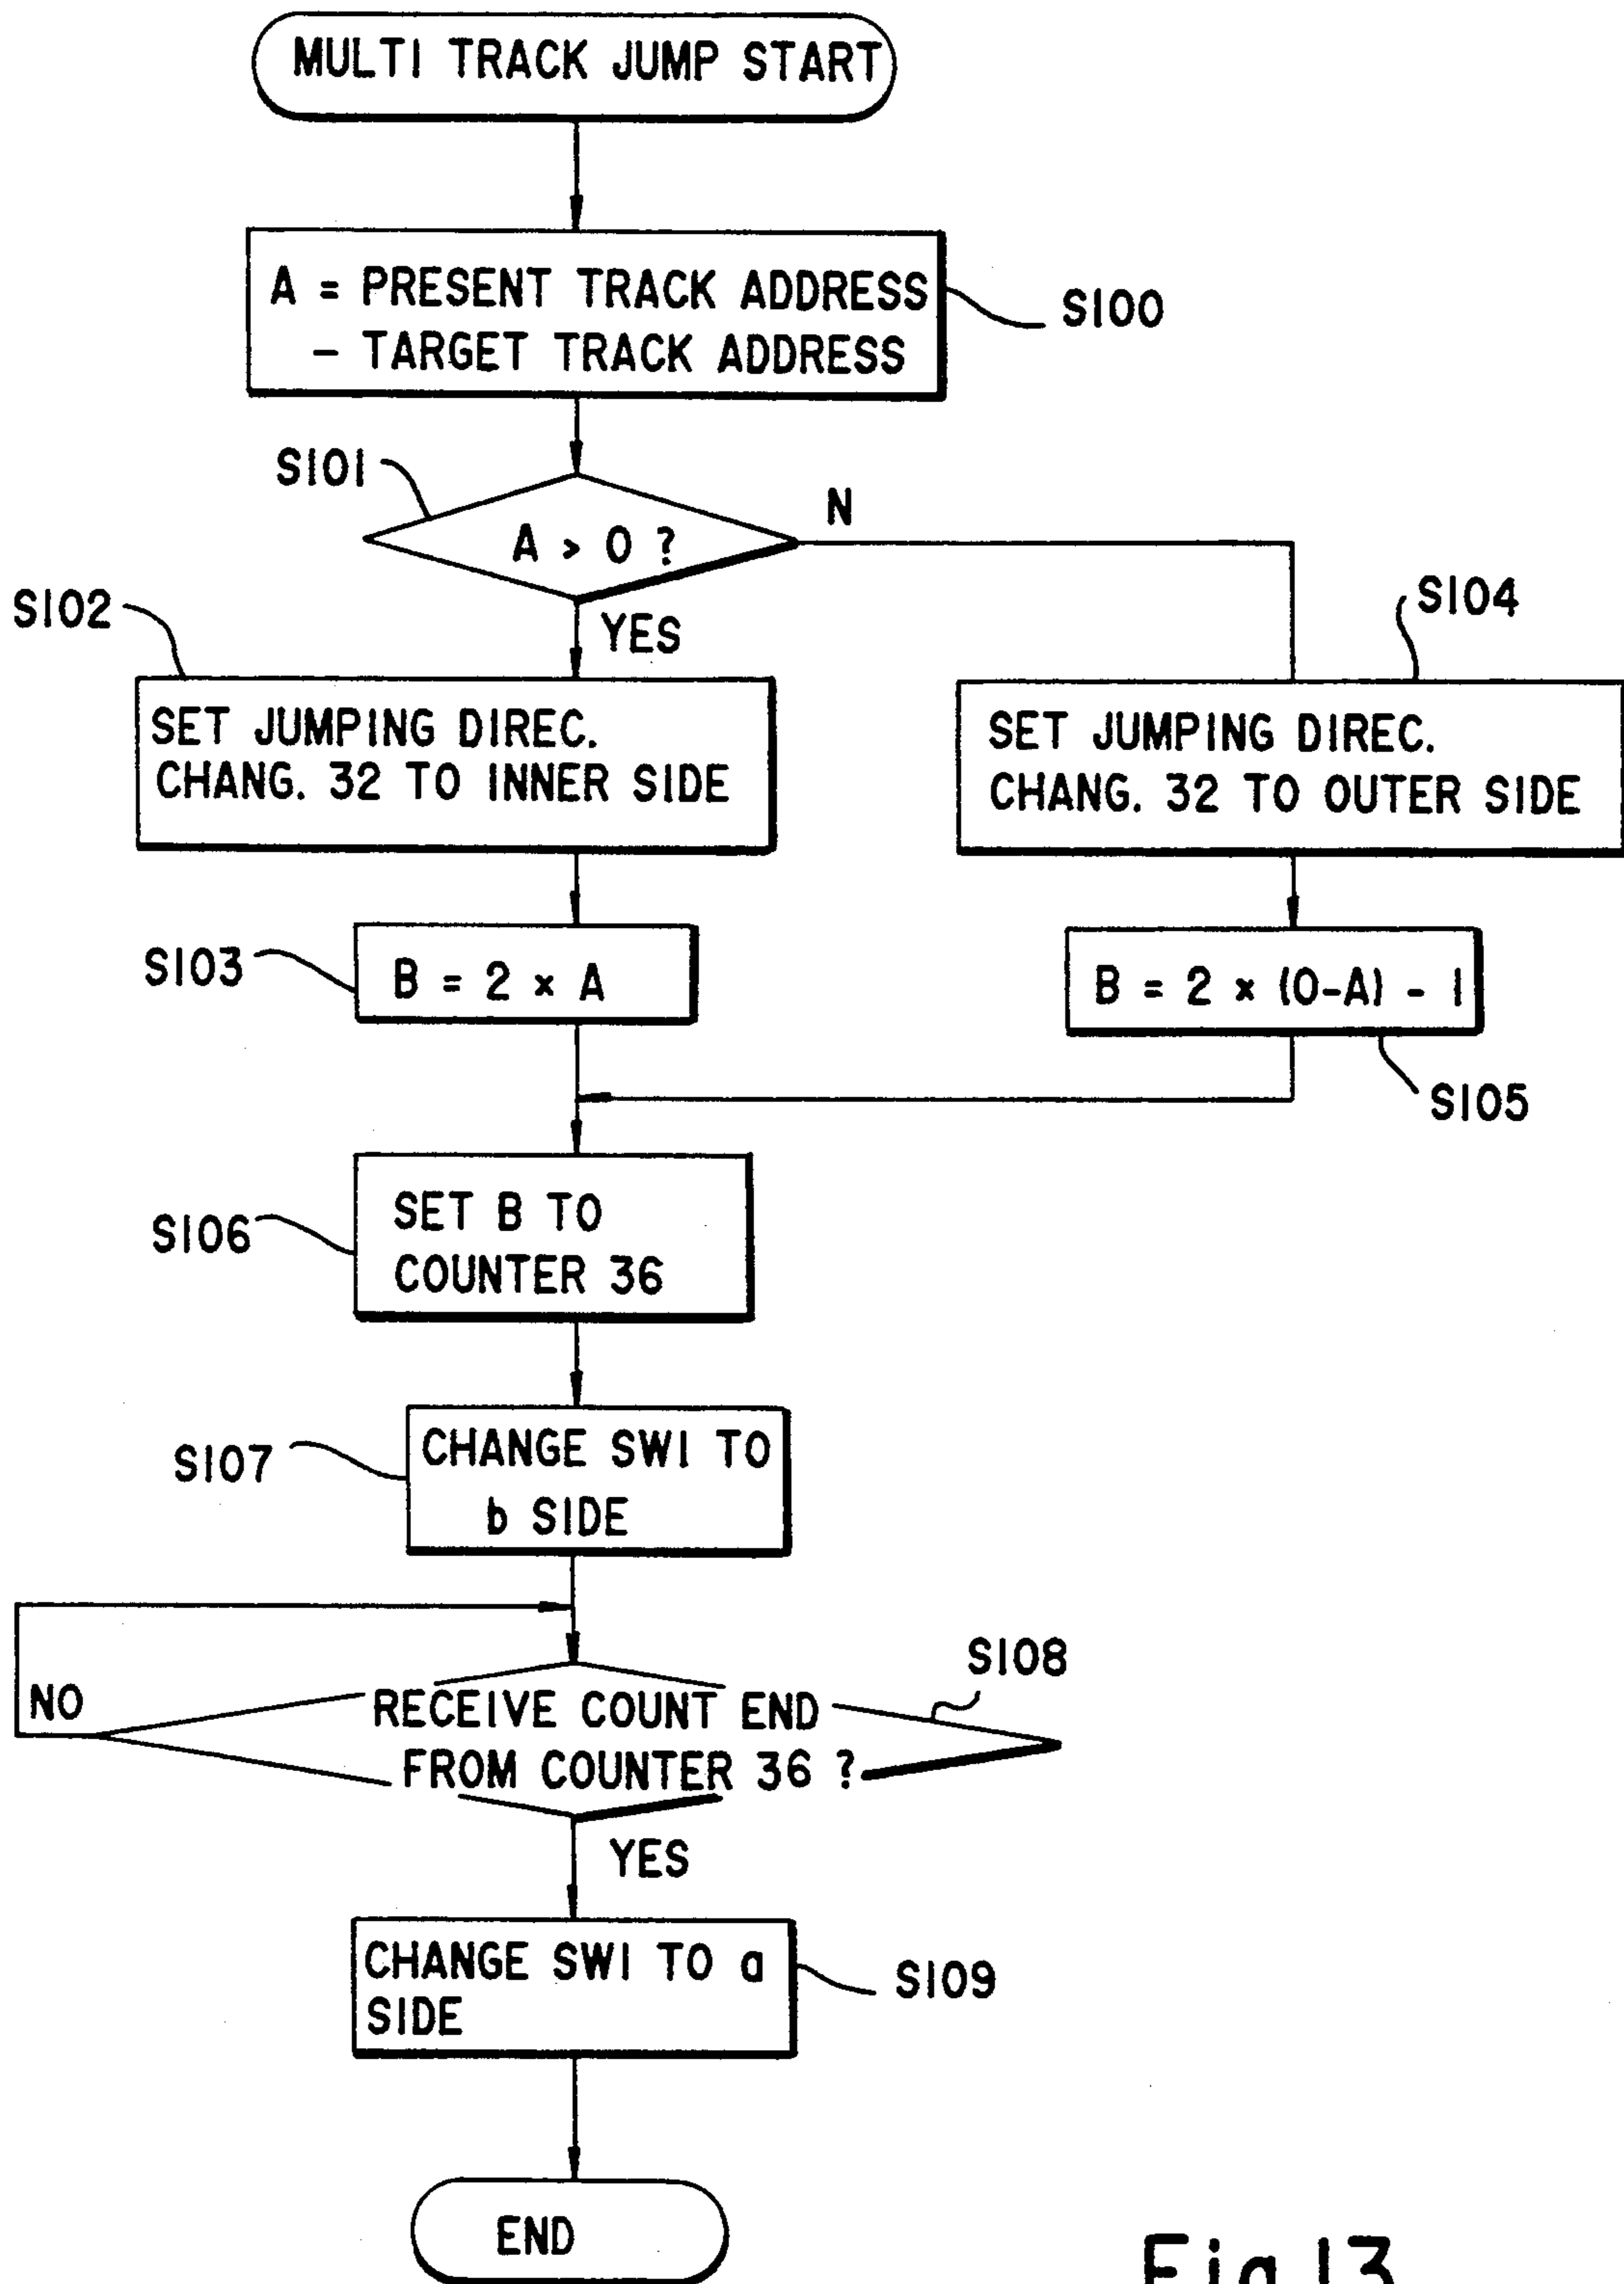 MULTI TRACK JUMP START
A = PRESENT TRACK ADDRESS
- TARGET TRACK ADDRESS
S100
S101
A > 0 ?
N
YES
S102
SET JUMPING DIREC.
CHANG. 32 TO INNER SIDE
S104
SET JUMPING DIREC.
CHANG. 32 TO OUTER SIDE
S103
B = 2 × A
B = 2 × (0-A) - 1
S105
S106
SET B TO
COUNTER 36
S107
CHANGE SW1 TO
b SIDE
S108
NO
RECEIVE COUNT END
FROM COUNTER 36 ?
YES
CHANGE SW1 TO a
SIDE
S109
END
Fig.13